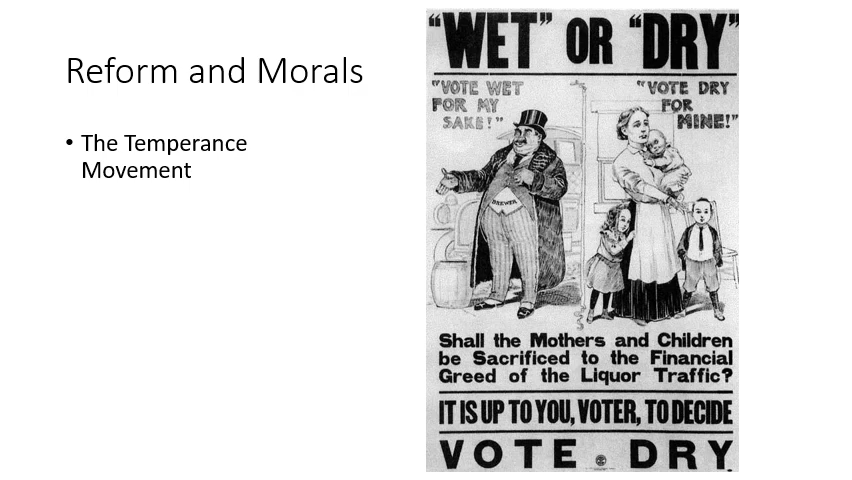 Reform and Morals
• The Temperance
Movement
"WET" OR "DRY"
"VOTE WET
FOR MY
SAKE!"
"VOTE DRY
FOR
MINE!"
BREWER
Shall the Mothers and Children
be Sacrificed to the Financial
Greed of the Liquor Traffic?
IT IS UP TO YOU, VOTER, TO DECIDE
VOTE DRY